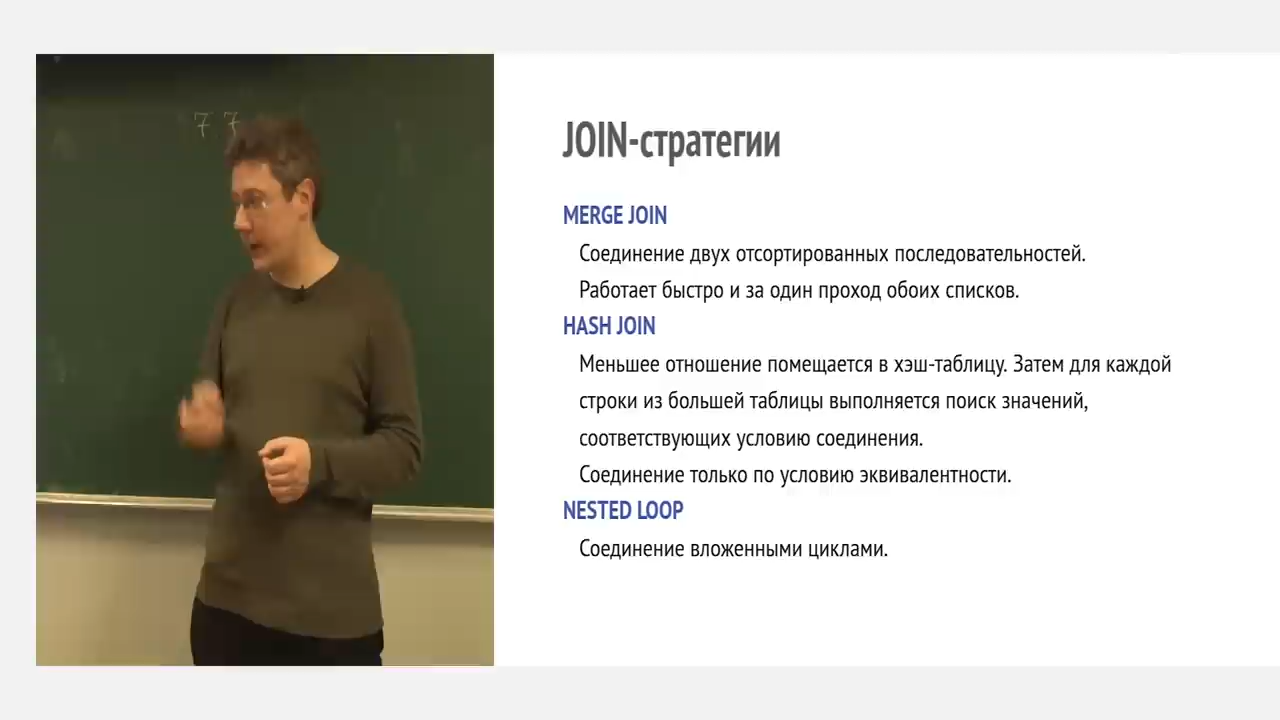 7 7
JOIN-стратегии
MERGE JOIN
Соединение двух отсортированных последовательностей.
Работает быстро и за один проход обоих списков.
HASH JOIN
Меньшее отношение помещается в хэш-таблицу. Затем для каждой
строки из большей таблицы выполняется поиск значений,
соответствующих условию соединения.
Соединение только по условию эквивалентности.
NESTED LOOP
Соединение вложенными циклами.